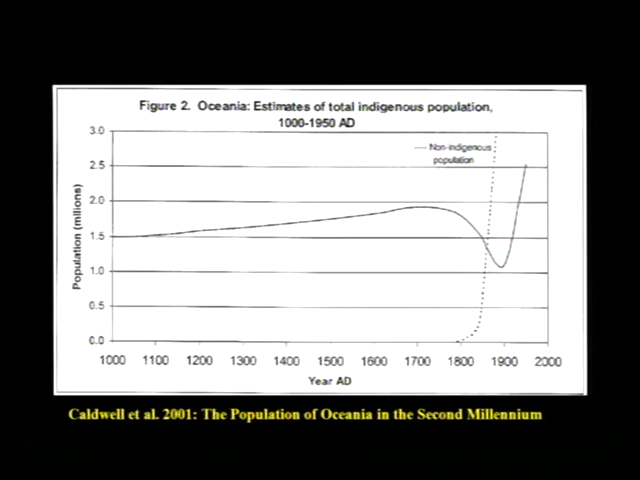 Figure 2. Oceania: Estimates of total indigenous population,
1000-1950 AD
Population (millions)
3.0
2.5
2.0
1.5
1.0
0.5
0.0
Non-indigenous
population
1000 1100 1200 1300 1400 1500 1600 1700 1800 1900 2000
Year AD
Caldwell et al. 2001: The Population of Oceania in the Second Millennium